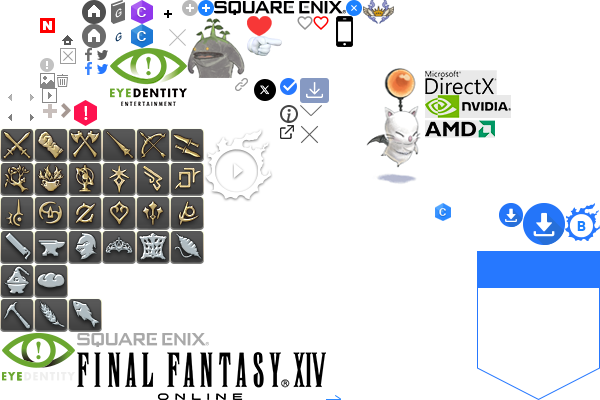 SQUARE ENIX.
N
G
C
G
C
EYEDENTITY
ENTERTAINMENT
X
Microsoft®
DirectX®
NVIDIA.
AMD
C
B
SQUARE ENIX.
EYEDENTITY
FINAL FANTASY® XIV
ONLINE